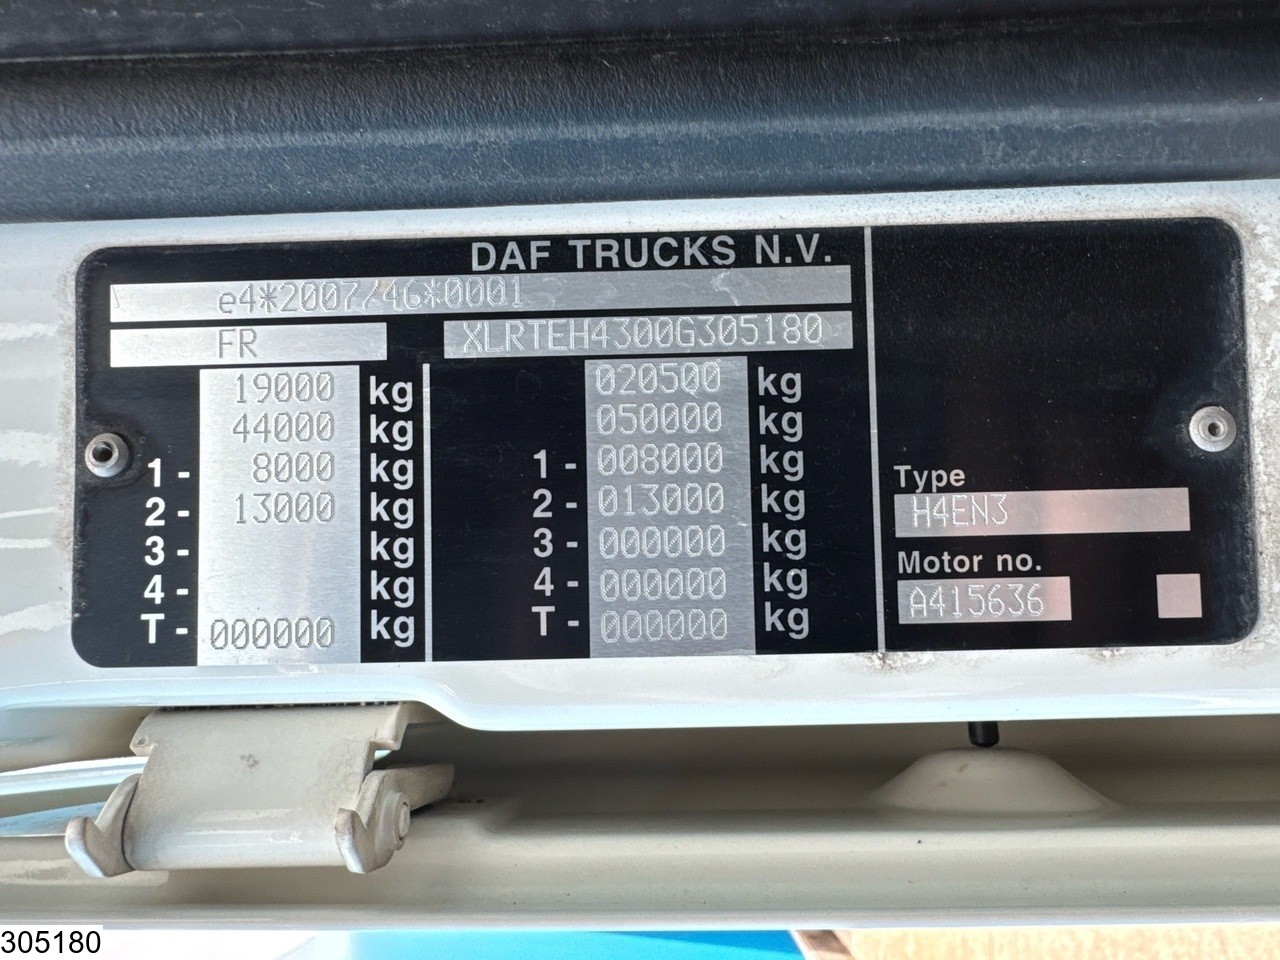 DAF TRUCKS N.V.
e4*2007/46*0001
FR XLRTEH4300G305180
19000 kg 020500 kg
44000 kg 050000 kg
1- 8000 kg 1- 008000 kg
2- 13000 kg 2- 013000 kg
3- kg 3- 000000 kg
4- kg 4- 000000 kg
T- 000000 kg T- 000000 kg
Type
H4EN3
Motor no.
A415636
305180